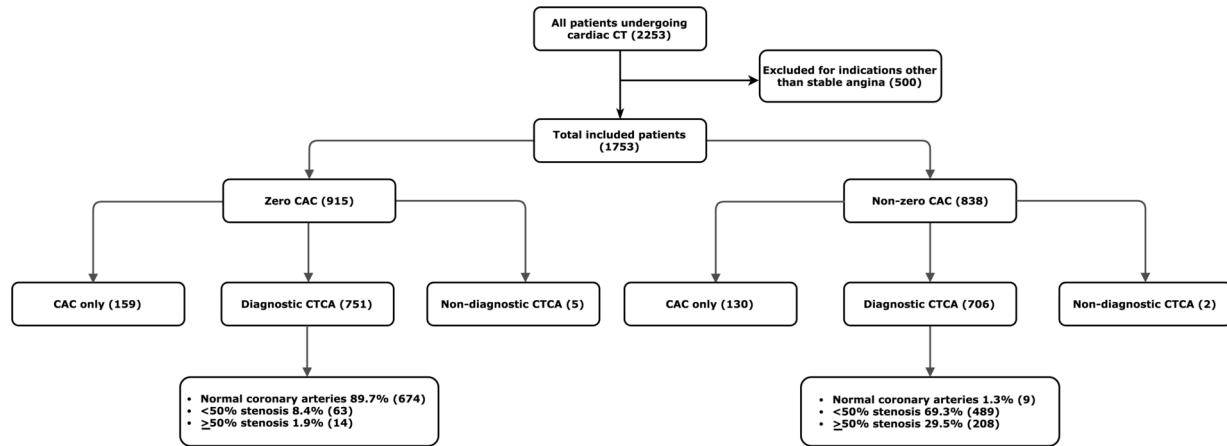 All patients undergoing
cardiac CT (2253)
Excluded for indications other
than stable angina (500)
Total included patients
(1753)
Zero CAC (915)
Non-zero CAC (838)
CAC only (159)
Diagnostic CTCA (751)
Non-diagnostic CTCA (5)
CAC only (130)
Diagnostic CTCA (706)
Non-diagnostic CTCA (2)
• Normal coronary arteries 89.7% (674)
• <50% stenosis 8.4% (63)
• ≥50% stenosis 1.9% (14)
• Normal coronary arteries 1.3% (9)
• <50% stenosis 69.3% (489)
• ≥50% stenosis 29.5% (208)